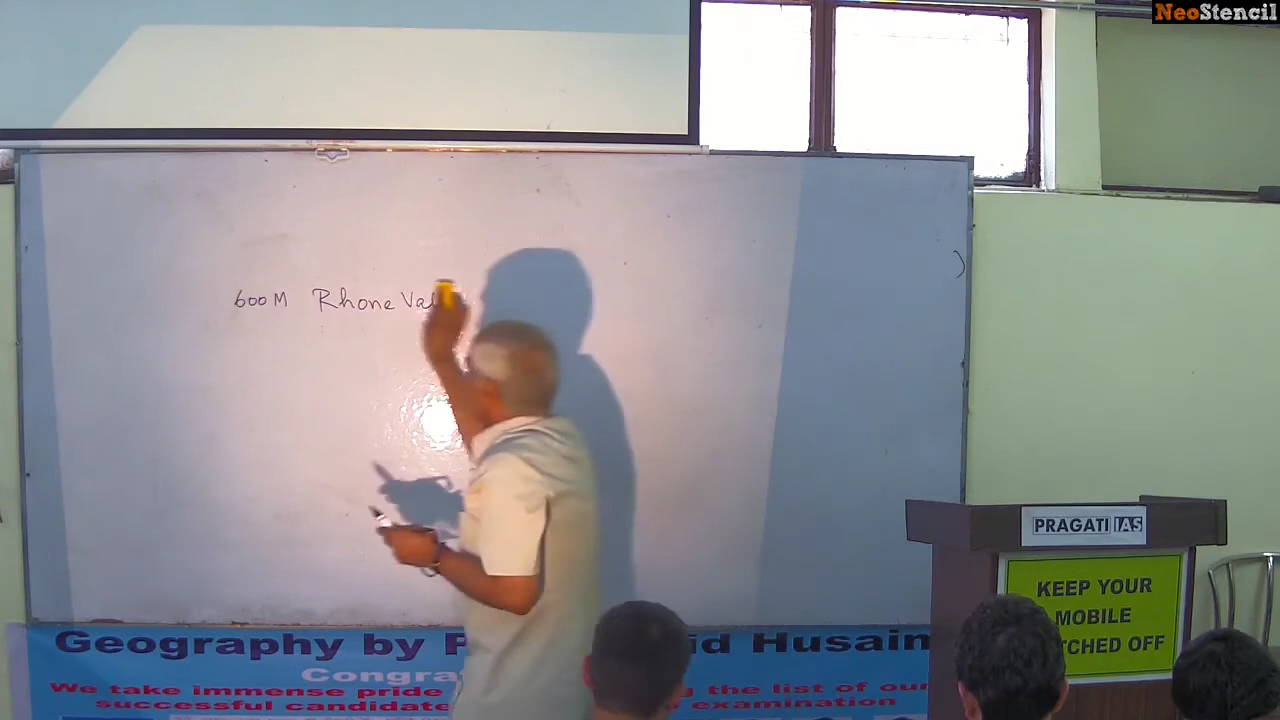 NeoStencil
600M Rhone Va
PRAGATI IAS
KEEP YOUR
MOBILE
TCHED OFF
Geography by P id Husain
Congra
We take immense pride g the list of our
successful candidate s examination